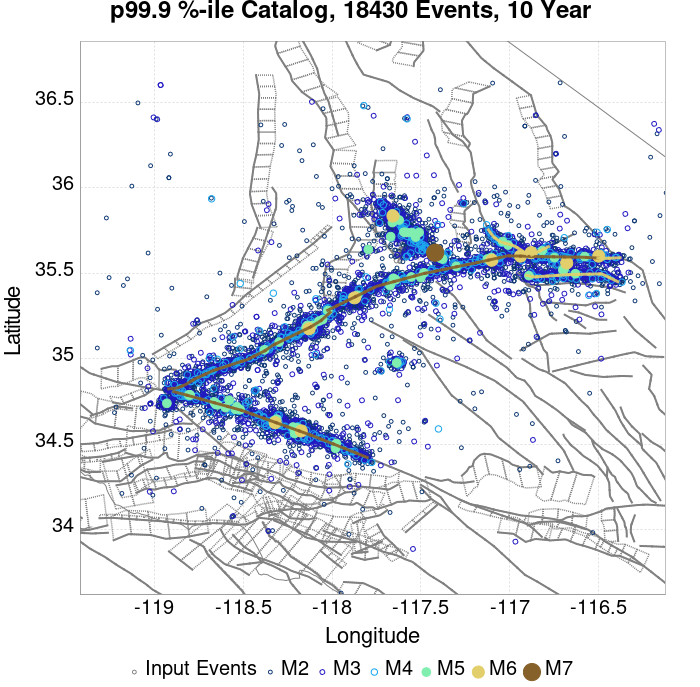 p99.9 %-ile Catalog, 18430 Events, 10 Year
36.5
36
35.5
35
34.5
34
Latitude
-119 -118.5 -118 -117.5 -117 -116.5
Longitude
Input Events M2 M3 M4 M5 M6 M7